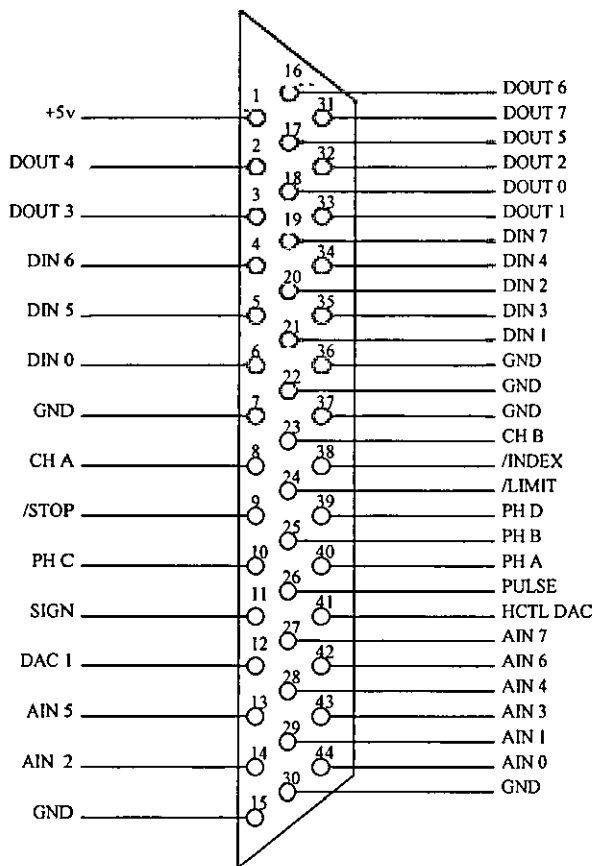 16 DOUT 6
+5v 1 31 DOUT 7
17 DOUT 5
DOUT 4 2 32 DOUT 2
18 DOUT 0
DOUT 3 3 33 DOUT 1
19 DIN 7
DIN 6 4 34 DIN 4
20 DIN 2
DIN 5 5 35 DIN 3
21 DIN 1
DIN 0 6 36 GND
22 GND
GND 7 37 GND
23 CH B
CH A 8 38 /INDEX
24 /LIMIT
/STOP 9 39 PH D
25 PH B
PH C 10 40 PH A
26 PULSE
SIGN 11 41 HCTL DAC
27 AIN 7
DAC 1 12 42 AIN 6
28 AIN 4
AIN 5 13 43 AIN 3
29 AIN 1
AIN 2 14 44 AIN 0
30 GND
GND 15